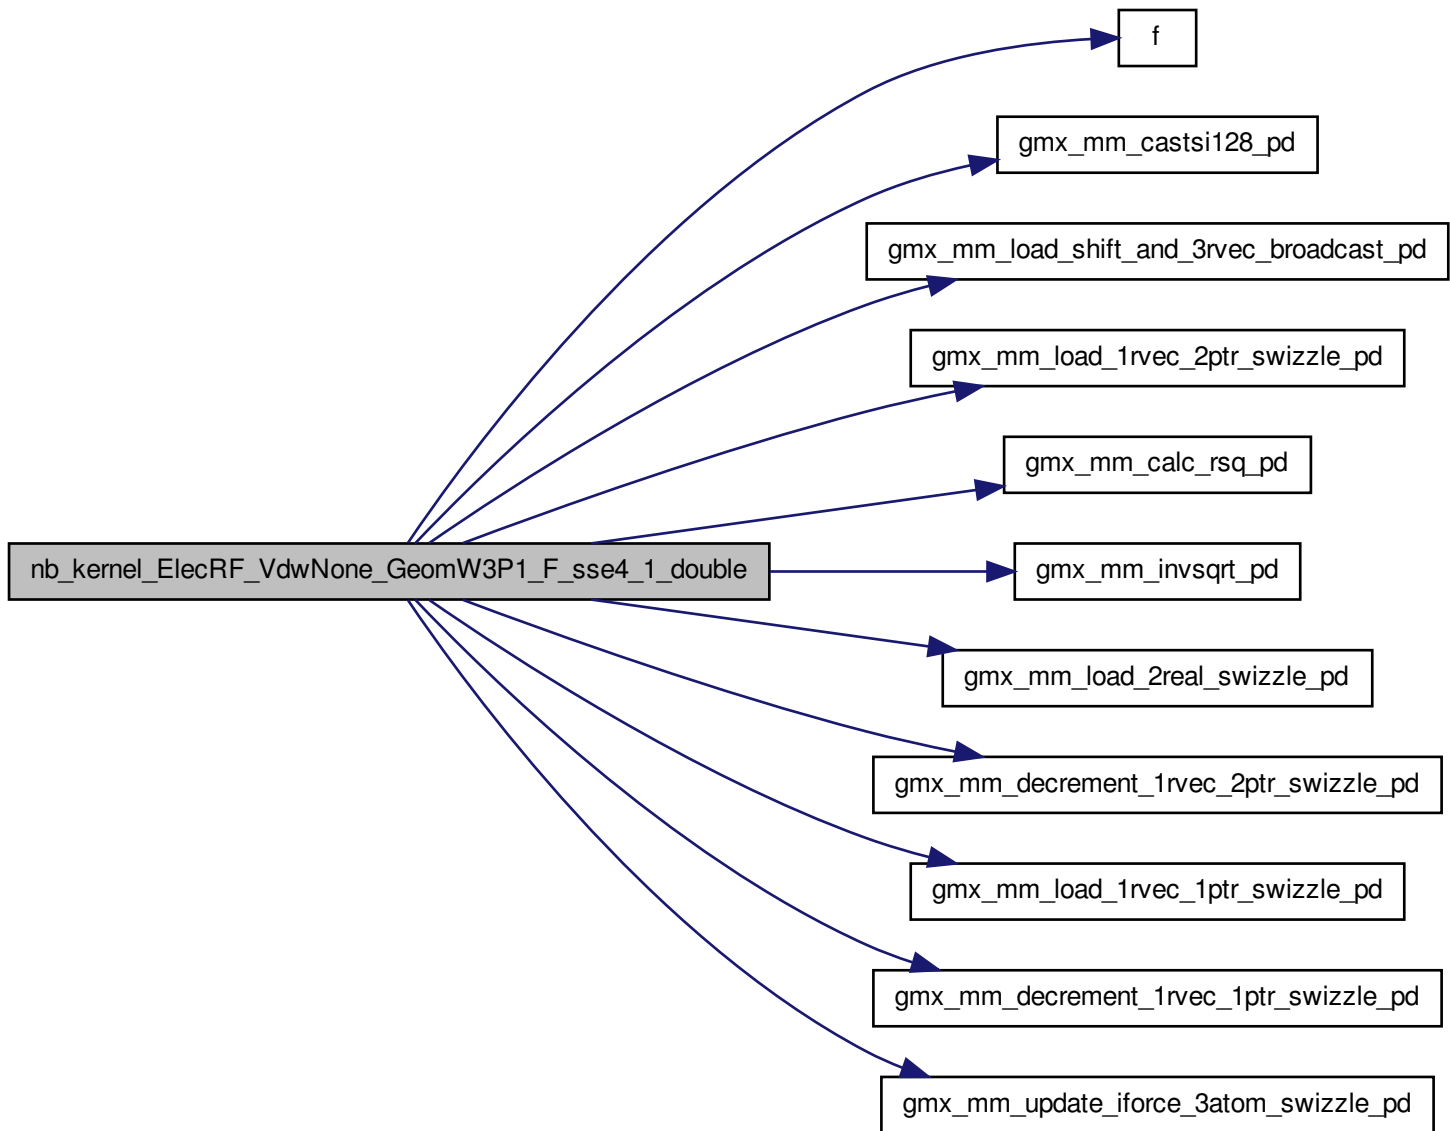 f
gmx_mm_castsi128_pd
gmx_mm_load_shift_and_3rvec_broadcast_pd
gmx_mm_load_1rvec_2ptr_swizzle_pd
gmx_mm_calc_rsq_pd
nb_kernel_ElecRF_VdwNone_GeomW3P1_F_sse4_1_double
gmx_mm_invsqrt_pd
gmx_mm_load_2real_swizzle_pd
gmx_mm_decrement_1rvec_2ptr_swizzle_pd
gmx_mm_load_1rvec_1ptr_swizzle_pd
gmx_mm_decrement_1rvec_1ptr_swizzle_pd
gmx_mm_update_iforce_3atom_swizzle_pd